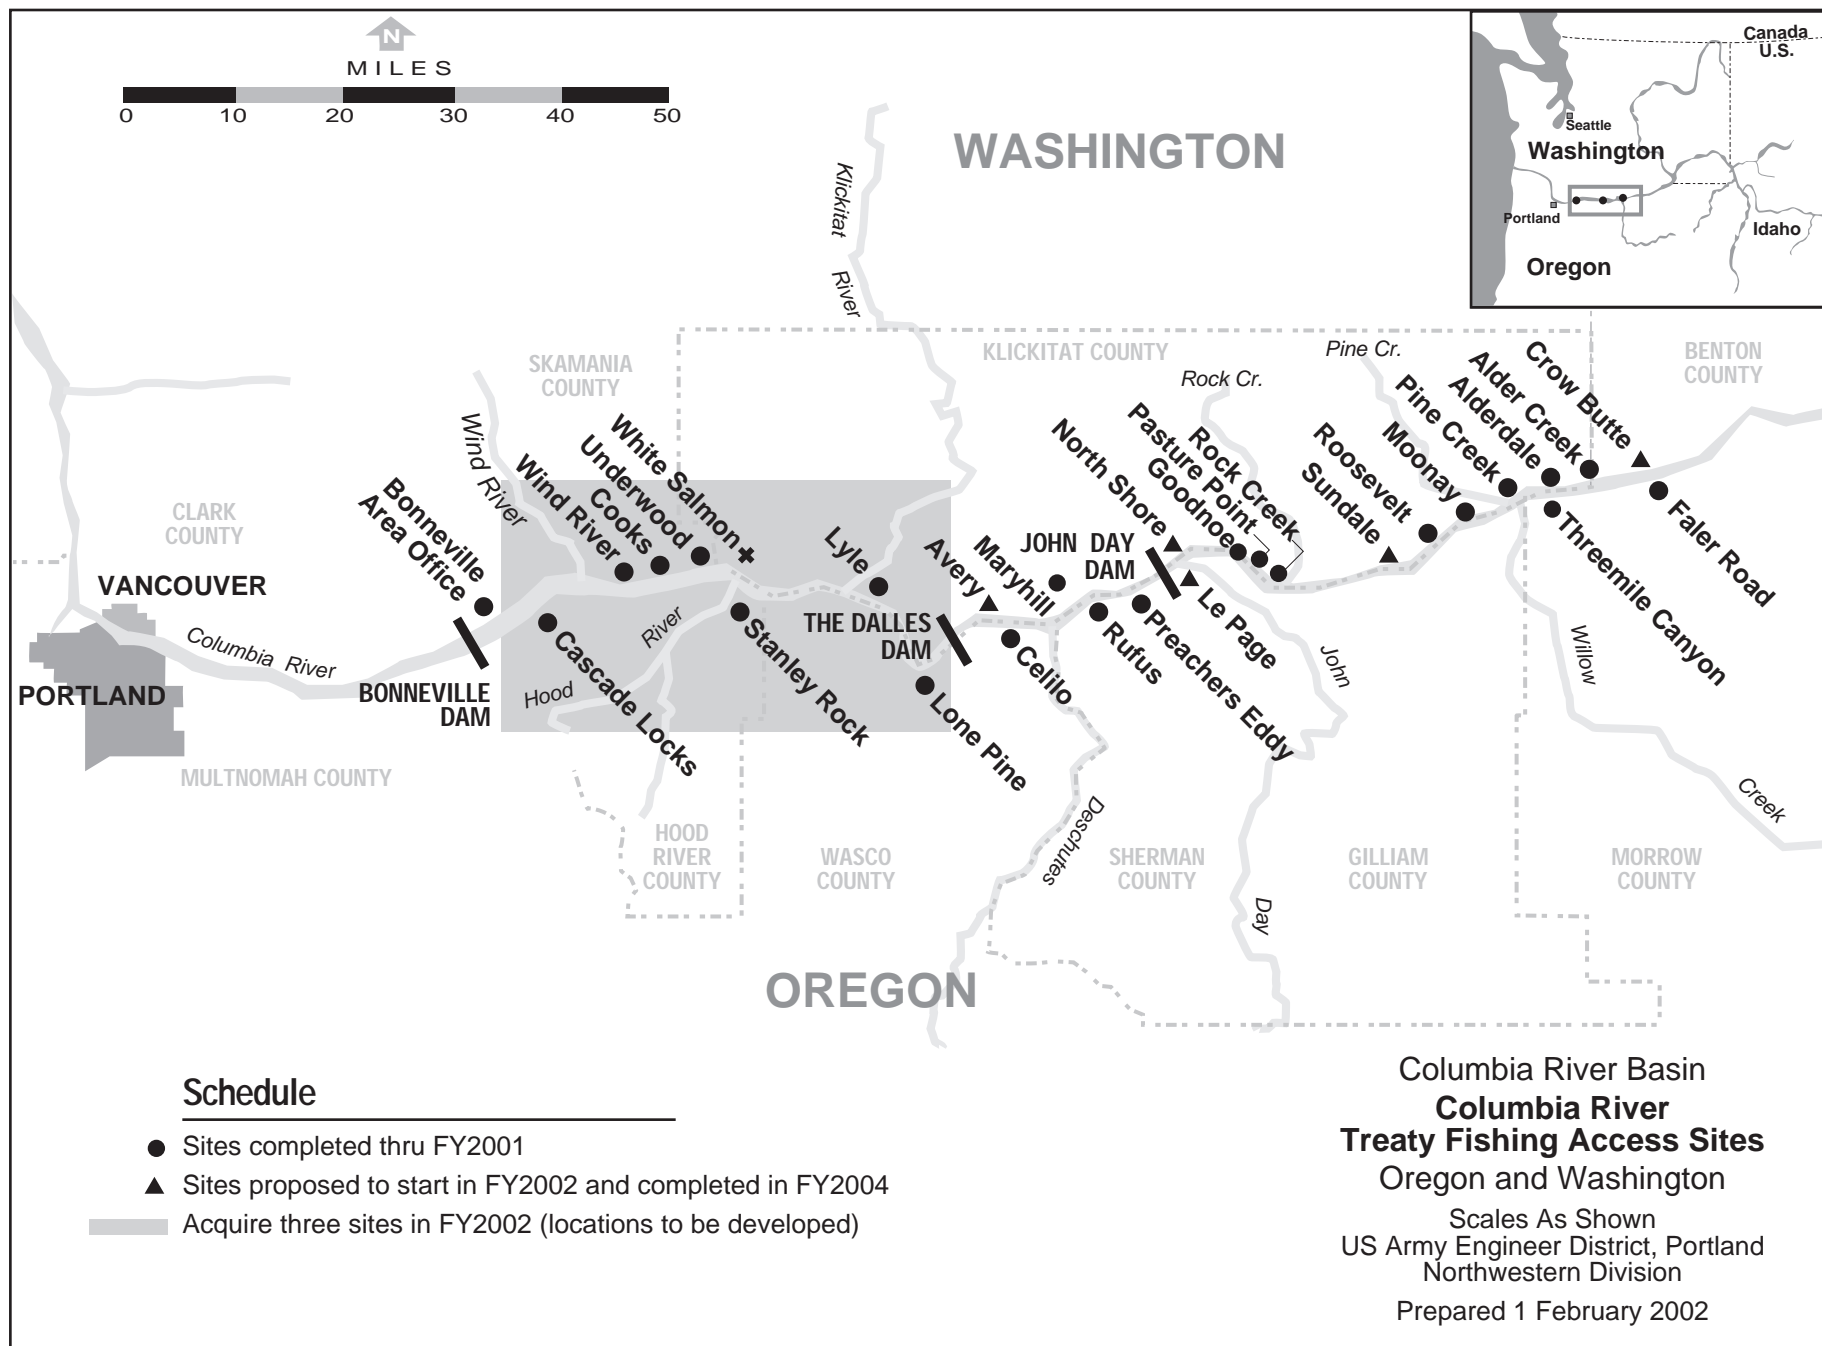 N
MILES
0 10 20 30 40 50
WASHINGTON
Canada
U.S.
Seattle
Washington
Portland
Idaho
Oregon
Klickitat
River
SKAMANIA
COUNTY
KLICKITAT COUNTY
BENTON
COUNTY
Pine Cr.
Rock Cr.
CLARK
COUNTY
Wind River
Bonneville
Area Office
Wind River
Cooks
Underwood
White Salmon
Lyle
Avery
Maryhill
JOHN DAY
DAM
North Shore
Pasture Point
Goodnoe
Rock Creek
Sundale
Roosevelt
Moonay
Pine Creek
Alderdale
Alder Creek
Crow Butte
VANCOUVER
PORTLAND
Columbia River
BONNEVILLE
DAM
Hood
River
Cascade Locks
Stanley Rock
THE DALLES
DAM
Lone Pine
Celilo
Rufus
Preachers Eddy
Le Page
John
Day
Threemile Canyon
Faler Road
Willow
Creek
Deschutes
MULTNOMAH COUNTY
HOOD
RIVER
COUNTY
WASCO
COUNTY
SHERMAN
COUNTY
GILLIAM
COUNTY
MORROW
COUNTY
OREGON
Schedule
Sites completed thru FY2001
Sites proposed to start in FY2002 and completed in FY2004
Acquire three sites in FY2002 (locations to be developed)
Columbia River Basin
Columbia River
Treaty Fishing Access Sites
Oregon and Washington
Scales As Shown
US Army Engineer District, Portland
Northwestern Division
Prepared 1 February 2002